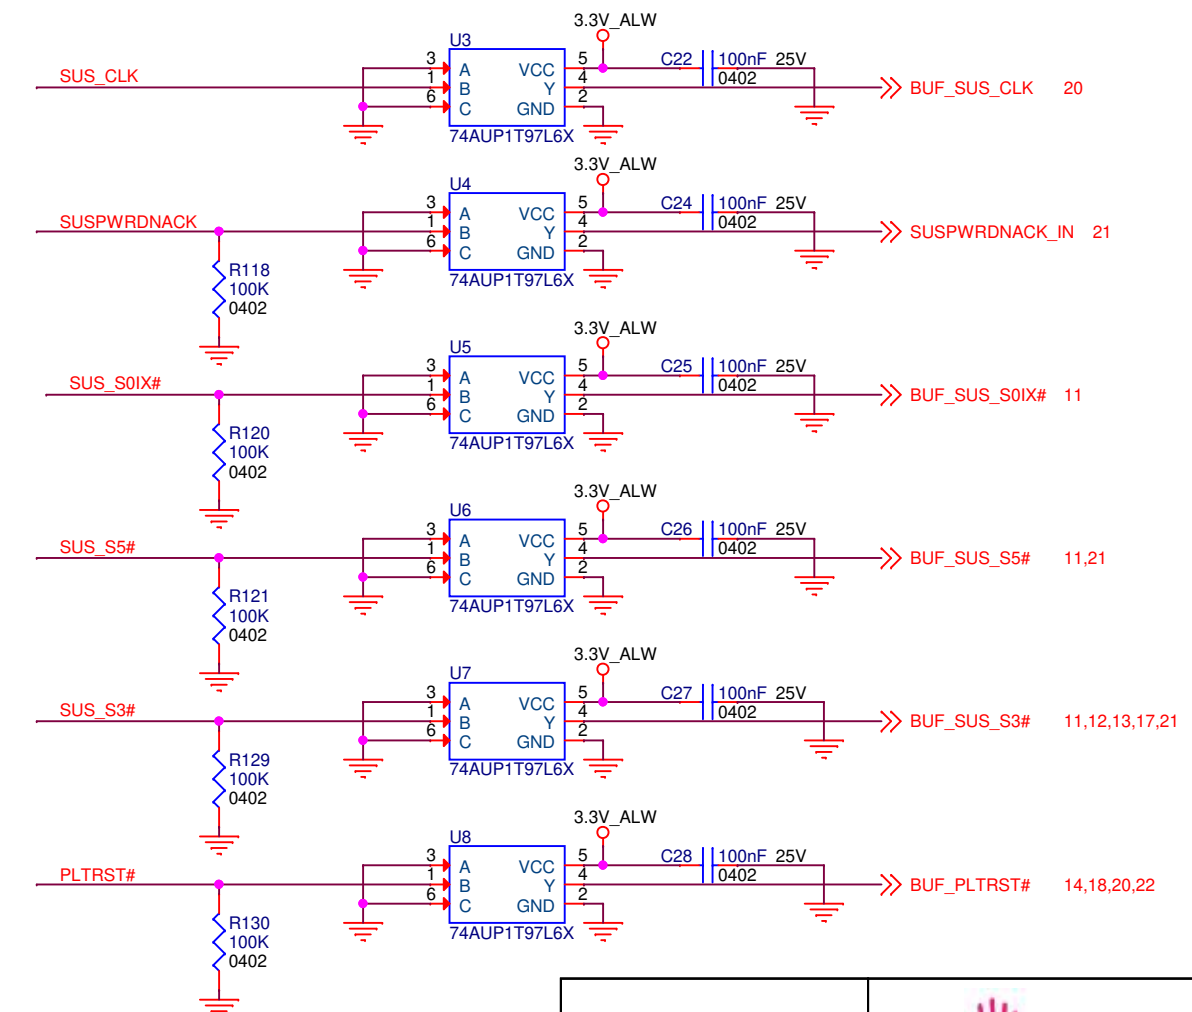 3.3V_ALW
U3
3 A VCC 5 C22 100nF 25V
SUS_CLK 1 B Y 4 0402 BUF_SUS_CLK 20
6 C GND 2
74AUP1T97L6X
3.3V_ALW
U4
3 A VCC 5 C24 100nF 25V
SUSPWRDNACK 1 B Y 4 0402 SUSPWRDNACK_IN 21
6 C GND 2
R118 74AUP1T97L6X
100K
0402
3.3V_ALW
U5
3 A VCC 5 C25 100nF 25V
SUS_S0IX# 1 B Y 4 0402 BUF_SUS_S0IX# 11
6 C GND 2
R120 74AUP1T97L6X
100K
0402
3.3V_ALW
U6
3 A VCC 5 C26 100nF 25V
SUS_S5# 1 B Y 4 0402 BUF_SUS_S5# 11,21
6 C GND 2
R121 74AUP1T97L6X
100K
0402
3.3V_ALW
U7
3 A VCC 5 C27 100nF 25V
SUS_S3# 1 B Y 4 0402 BUF_SUS_S3# 11,12,13,17,21
6 C GND 2
R129 74AUP1T97L6X
100K
0402
3.3V_ALW
U8
3 A VCC 5 C28 100nF 25V
PLTRST# 1 B Y 4 0402 BUF_PLTRST# 14,18,20,22
6 C GND 2
R130 74AUP1T97L6X
100K
0402